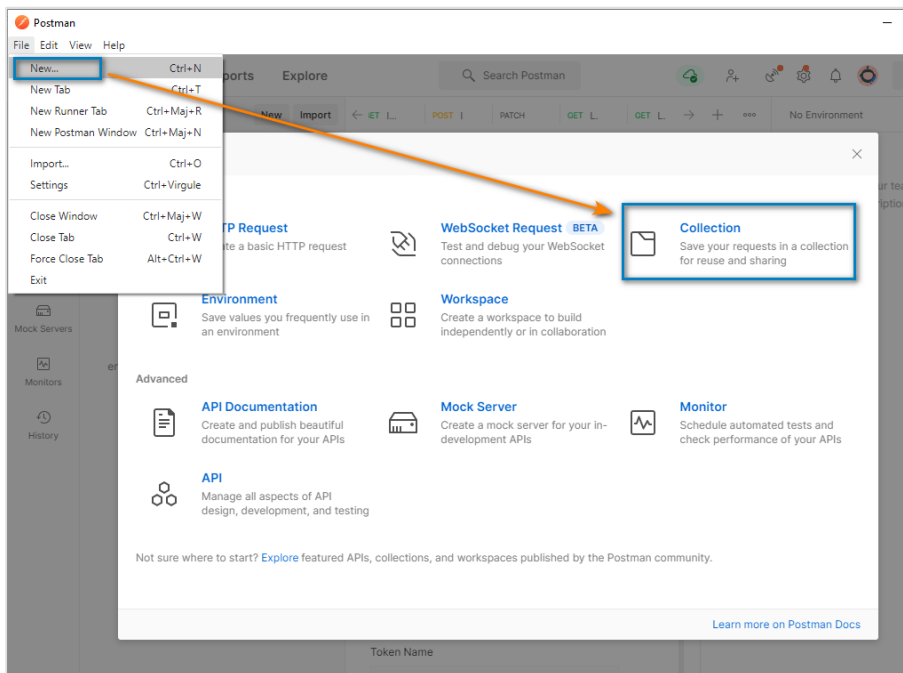 Postman
File Edit View Help
New... Ctrl+N
New Tab Ctrl+T
New Runner Tab Ctrl+Maj+R
New Postman Window Ctrl+Maj+N
Import... Ctrl+O
Settings Ctrl+Virgule
Close Window Ctrl+Maj+W
Close Tab Ctrl+W
Force Close Tab Alt+Ctrl+W
Exit
ports Explore
Search Postman
New Import
POST
PATCH
GET
GET
No Environment
TP Request
te a basic HTTP request
WebSocket Request BETA
Test and debug your WebSocket
connections
Collection
Save your requests in a collection
for reuse and sharing
Environment
Save values you frequently use in
an environment
Workspace
Create a workspace to build
independently or in collaboration
Mock Servers
Monitors
History
Advanced
API Documentation
Create and publish beautiful
documentation for your APIs
Mock Server
Create a mock server for your in-
development APIs
Monitor
Schedule automated tests and
check performance of your APIs
API
Manage all aspects of API
design, development, and testing
Not sure where to start? Explore featured APIs, collections, and workspaces published by the Postman community.
Learn more on Postman Docs
Token Name